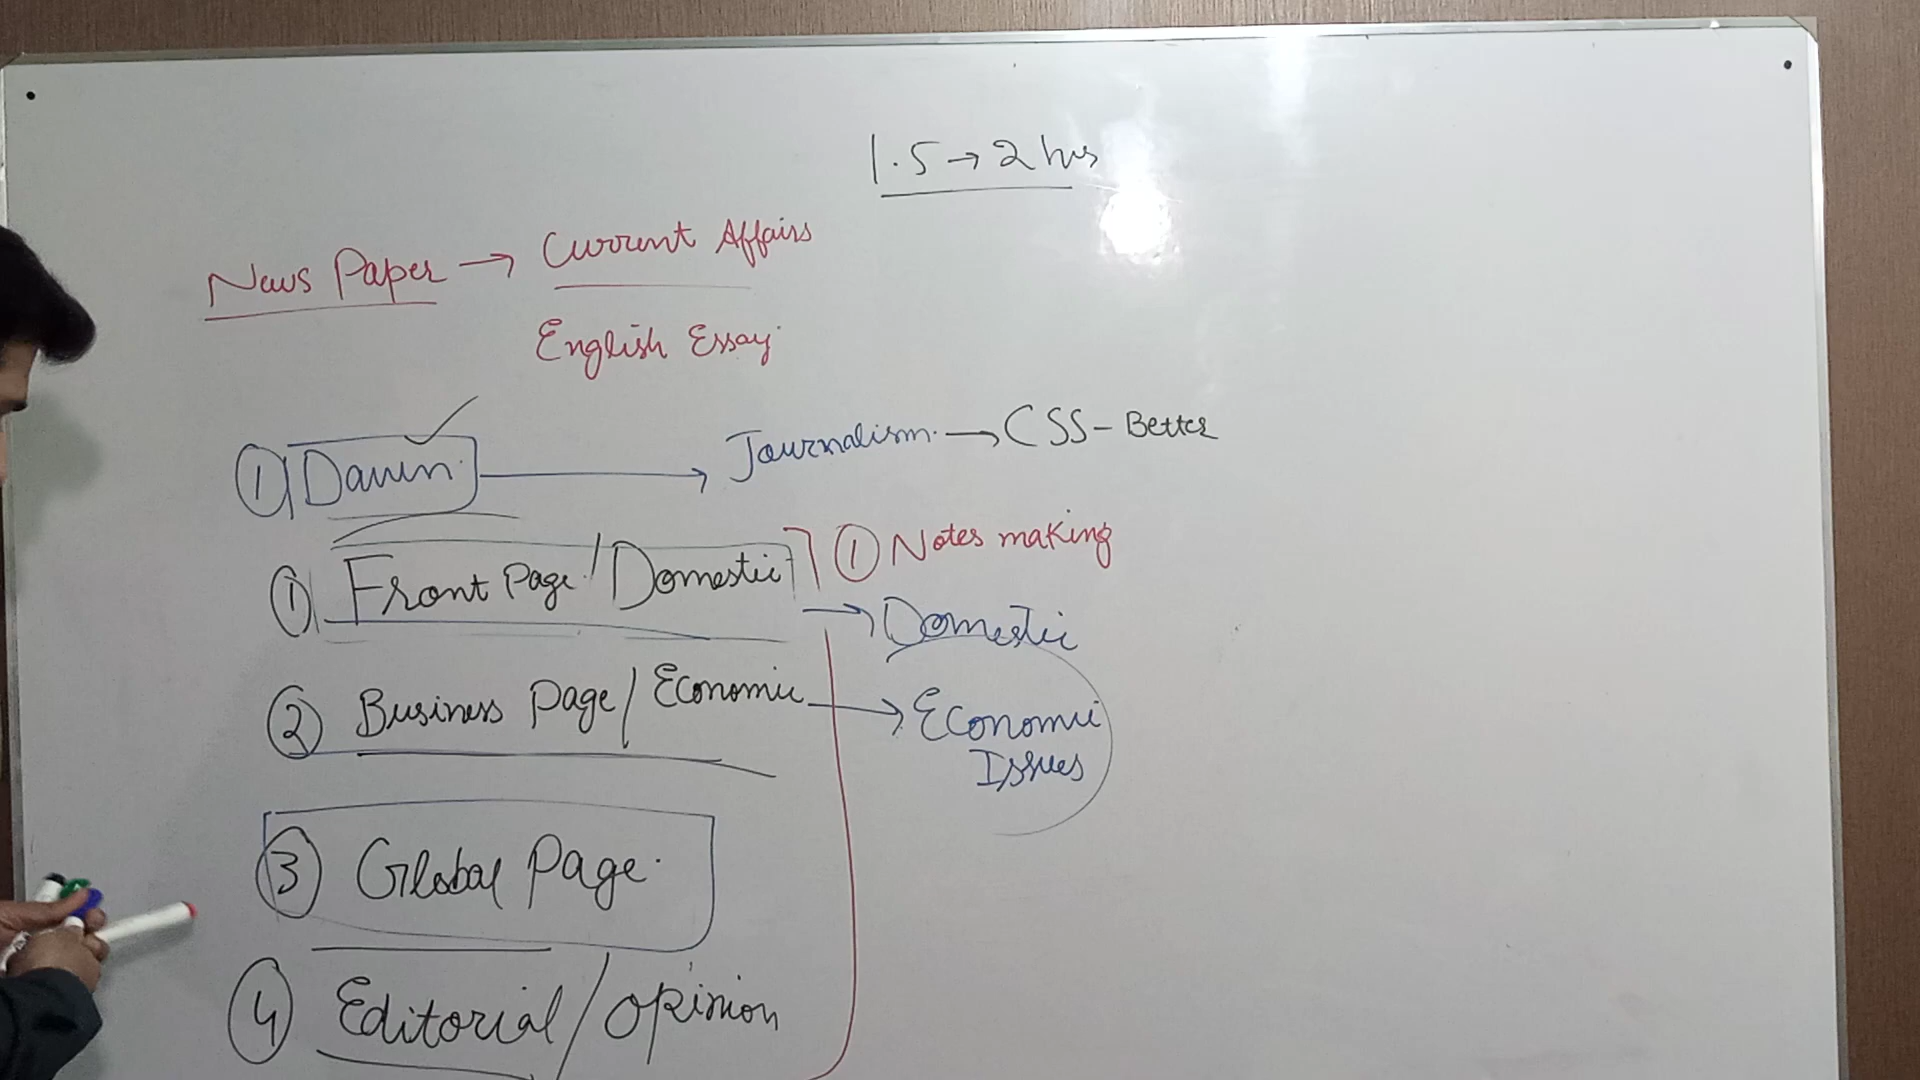 1.5 → 2 hrs
News Paper → Current Affairs
English Essay
① Dawn → Journalism → CSS - Better
① Front Page / Domestic ① Notes making
→ Domestic
② Business Page / Economic → Economic
Issues
③ Global Page
④ Editorial / Opinion